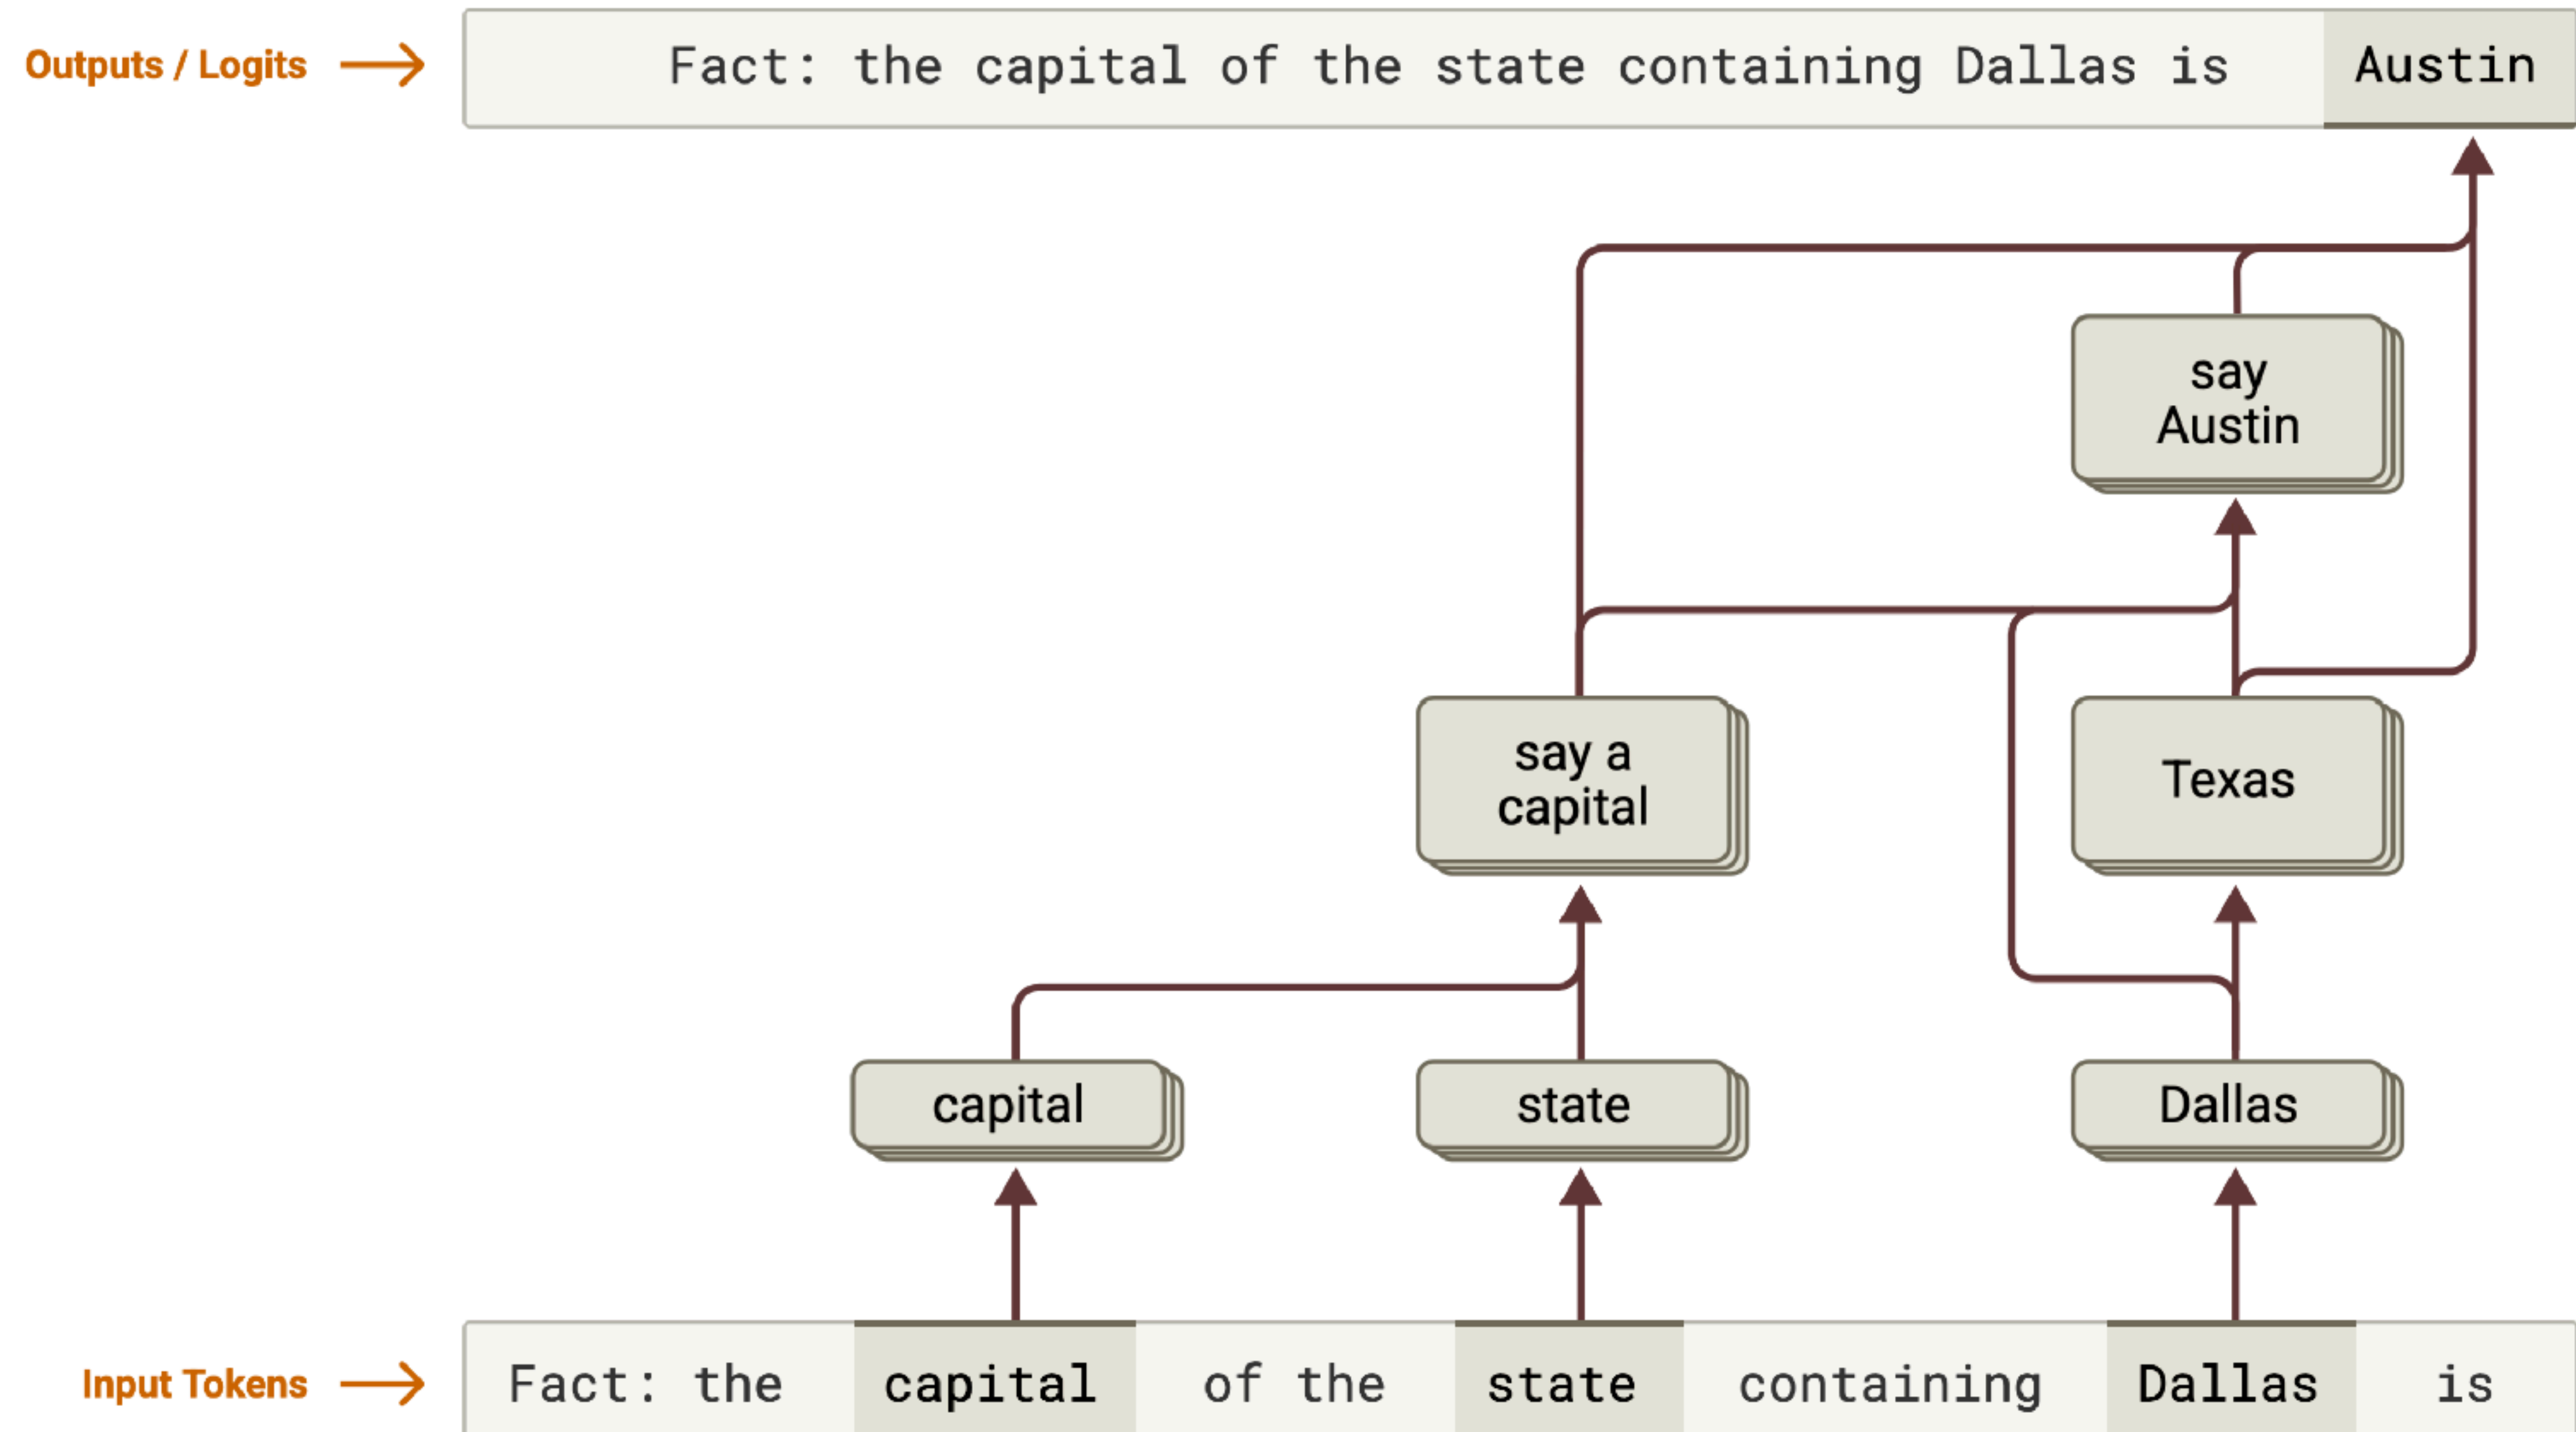 Outputs / Logits
Fact: the capital of the state containing Dallas is Austin
say
Austin
say a
capital
Texas
capital
state
Dallas
Input Tokens
Fact: the capital of the state containing Dallas is